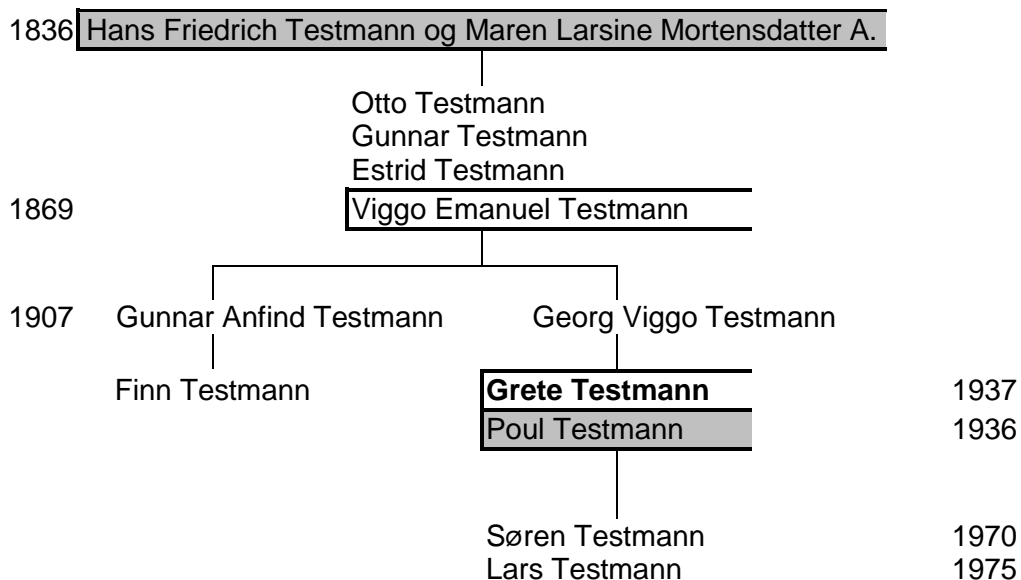 1836 Hans Friedrich Testmann og Maren Larsine Mortensdatter A.
Otto Testmann
Gunnar Testmann
Estrid Testmann
1869 Viggo Emanuel Testmann
1907 Gunnar Anfind Testmann Georg Viggo Testmann
Finn Testmann Grete Testmann 1937
Poul Testmann 1936
Søren Testmann 1970
Lars Testmann 1975